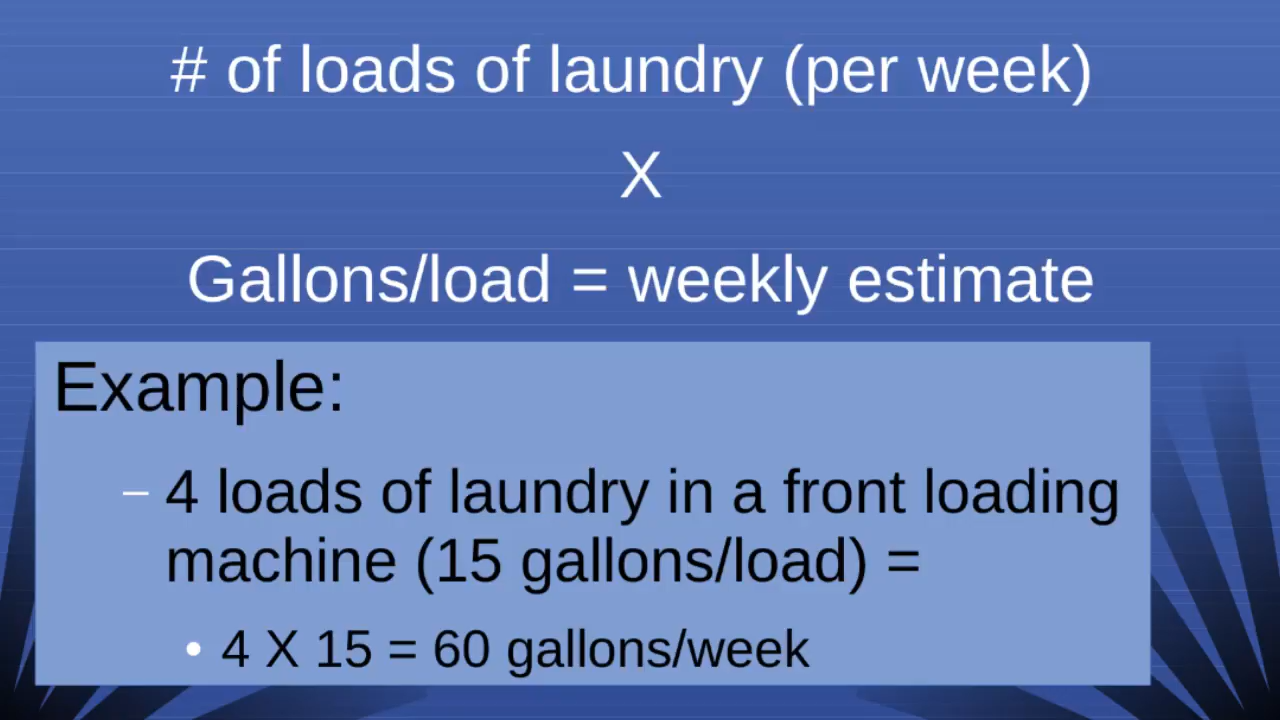 # of loads of laundry (per week)
X
Gallons/load = weekly estimate
Example:
– 4 loads of laundry in a front loading
machine (15 gallons/load) =
• 4 X 15 = 60 gallons/week